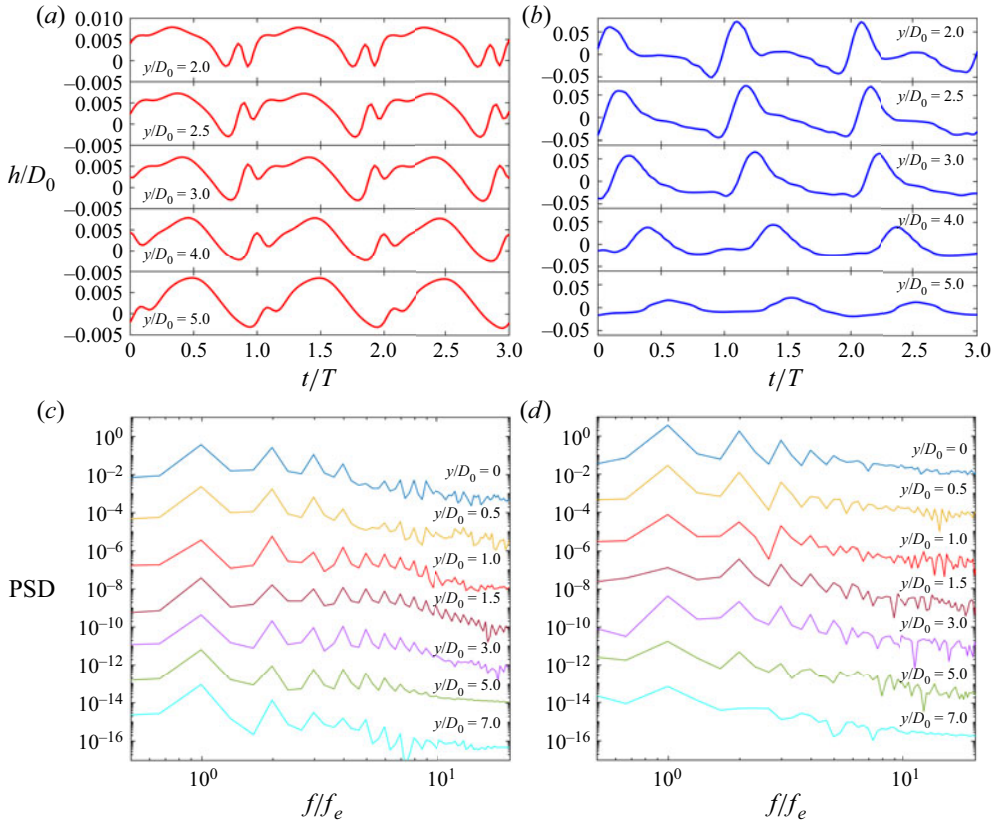 (a)
0.010
0.005
0
y/D0 = 2.0
−0.005
0.005
0
y/D0 = 2.5
−0.005
0.005
0
y/D0 = 3.0
−0.005
0.005
0
y/D0 = 4.0
−0.005
0.005
0
y/D0 = 5.0
−0.005
h/D0
0 0.5 1.0 1.5 2.0 2.5 3.0
t/T
(b)
0.05
0
−0.05
y/D0 = 2.0
0.05
0
−0.05
y/D0 = 2.5
0.05
0
−0.05
y/D0 = 3.0
0.05
0
−0.05
y/D0 = 4.0
0.05
0
−0.05
y/D0 = 5.0
0 0.5 1.0 1.5 2.0 2.5 3.0
t/T
(c)
PSD
10^0
10^−2
10^−4
10^−6
10^−8
10^−10
10^−12
10^−14
10^−16
y/D0 = 0
y/D0 = 0.5
y/D0 = 1.0
y/D0 = 1.5
y/D0 = 3.0
y/D0 = 5.0
y/D0 = 7.0
10^0 10^1
f/fe
(d)
10^0
10^−2
10^−4
10^−6
10^−8
10^−10
10^−12
10^−14
10^−16
y/D0 = 0
y/D0 = 0.5
y/D0 = 1.0
y/D0 = 1.5
y/D0 = 3.0
y/D0 = 5.0
y/D0 = 7.0
10^0 10^1
f/fe